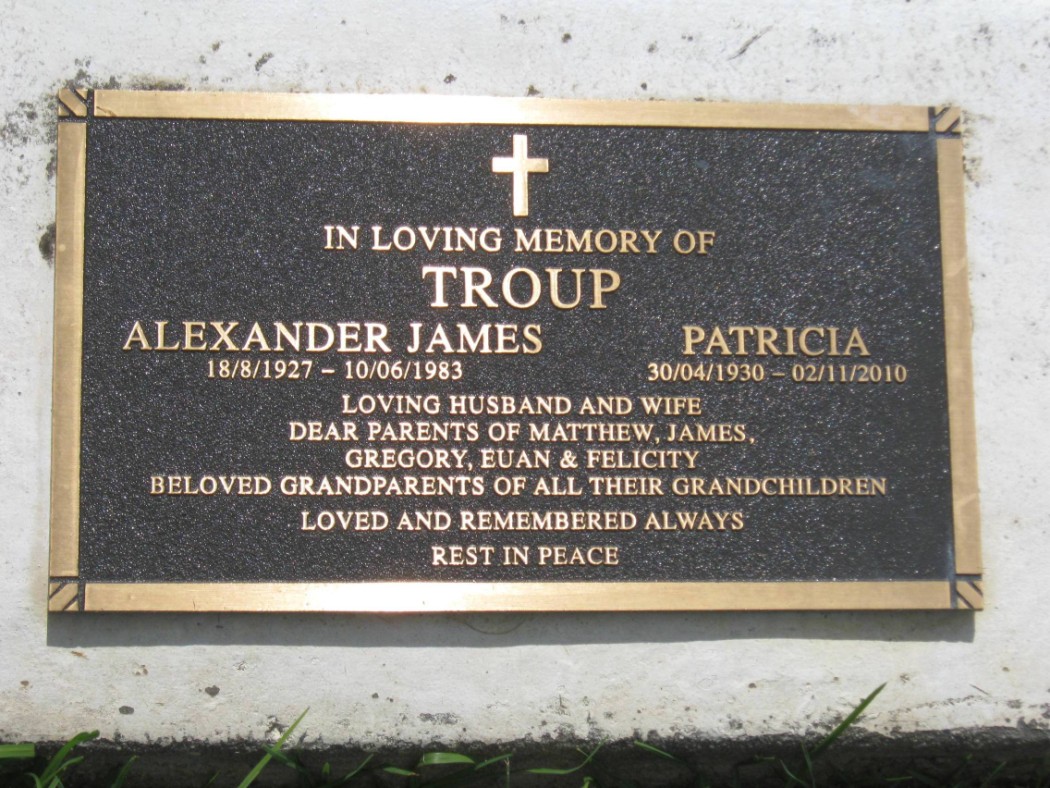 IN LOVING MEMORY OF
TROUP
ALEXANDER JAMES PATRICIA
18/8/1927 – 10/06/1983 30/04/1930 – 02/11/2010
LOVING HUSBAND AND WIFE
DEAR PARENTS OF MATTHEW, JAMES,
GREGORY, EUAN & FELICITY
BELOVED GRANDPARENTS OF ALL THEIR GRANDCHILDREN
LOVED AND REMEMBERED ALWAYS
REST IN PEACE